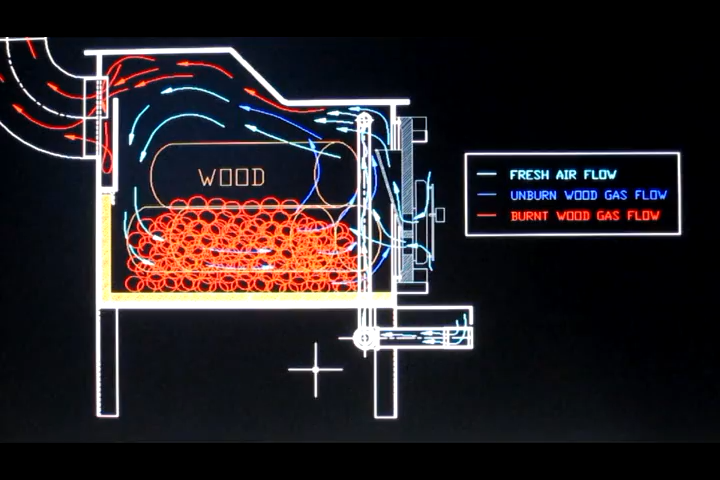 WOOD
FRESH AIR FLOW
UNBURN WOOD GAS FLOW
BURNT WOOD GAS FLOW